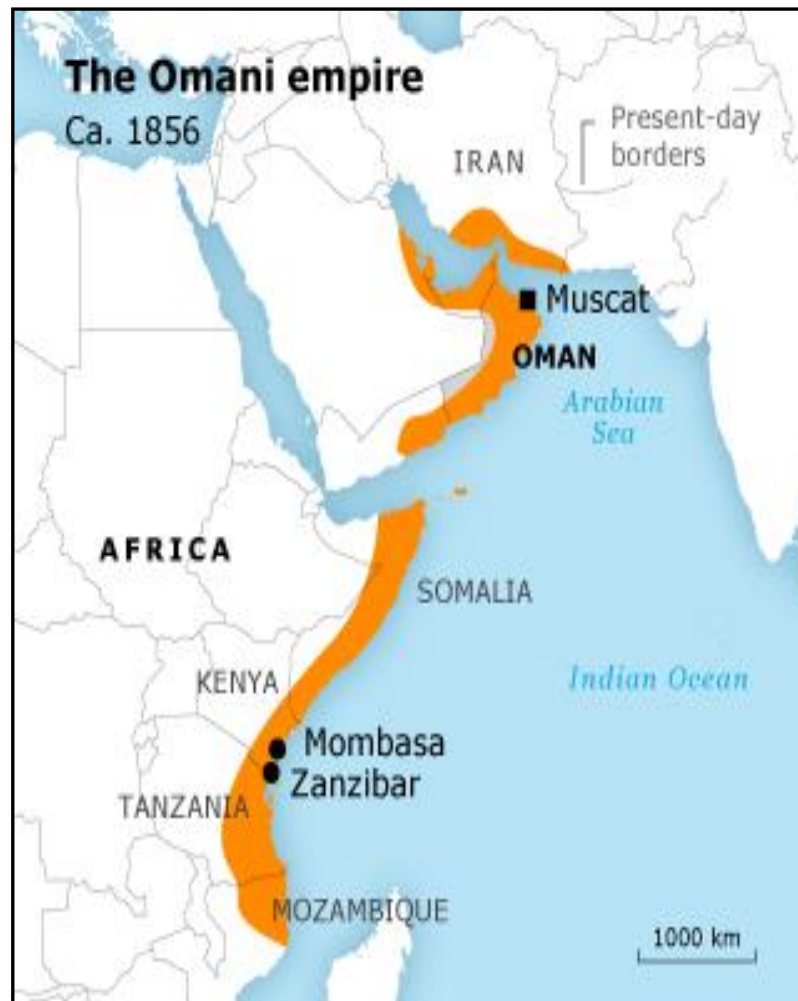 The Omani empire
Ca. 1856
Present-day
borders
IRAN
Muscat
OMAN
Arabian
Sea
AFRICA
SOMALIA
KENYA
Indian Ocean
Mombasa
Zanzibar
TANZANIA
MOZAMBIQUE
1000 km